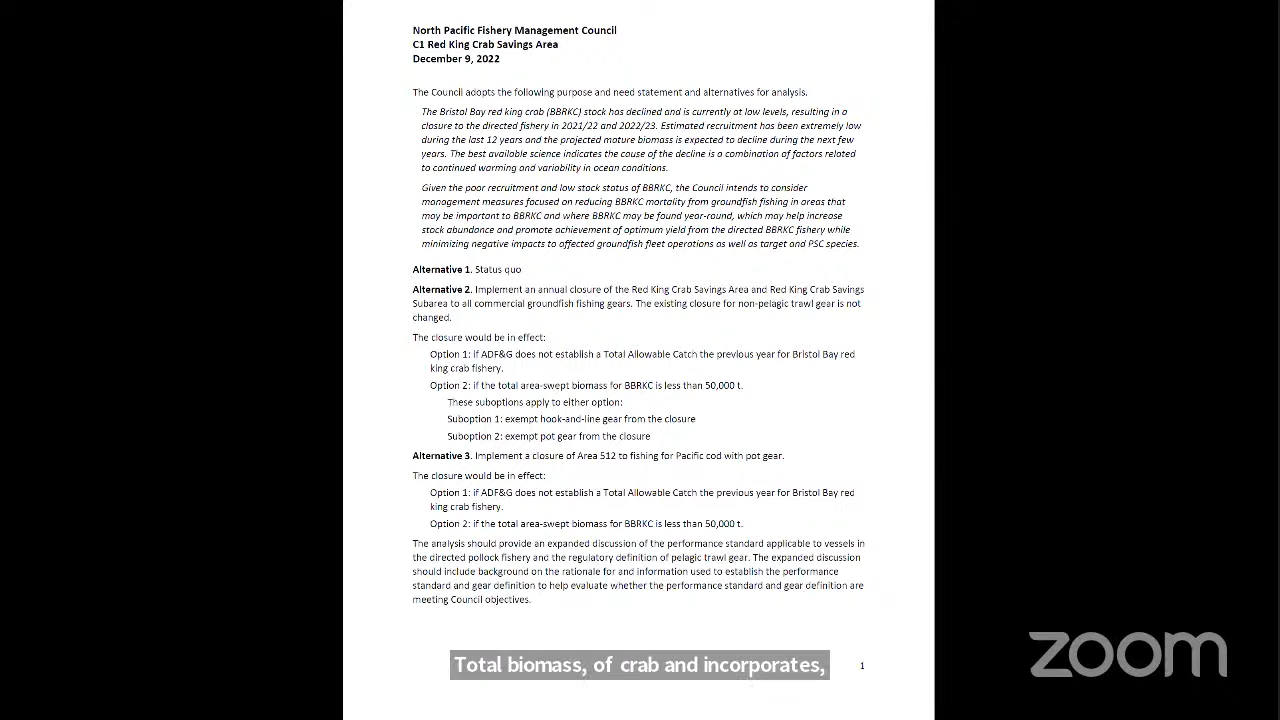 North Pacific Fishery Management Council
C1 Red King Crab Savings Area
December 9, 2022
The Council adopts the following purpose and need statement and alternatives for analysis.
The Bristol Bay red king crab (BBRKC) stock has declined and is currently at low levels, resulting in a
closure to the directed fishery in 2021/22 and 2022/23. Estimated recruitment has been extremely low
during the last 12 years and the projected mature biomass is expected to decline during the next few
years. The best available science indicates the cause of the decline is a combination of factors related
to continued warming and variability in ocean conditions.
Given the poor recruitment and low stock status of BBRKC, the Council intends to consider
management measures focused on reducing BBRKC mortality from groundfish fishing in areas that
may be important to BBRKC and where BBRKC may be found year-round, which may help increase
stock abundance and promote achievement of optimum yield from the directed BBRKC fishery while
minimizing negative impacts to affected groundfish fleet operations as well as target and PSC species.
Alternative 1. Status quo
Alternative 2. Implement an annual closure of the Red King Crab Savings Area and Red King Crab Savings
Subarea to all commercial groundfish fishing gears. The existing closure for non-pelagic trawl gear is not
changed.
The closure would be in effect:
Option 1: if ADF&G does not establish a Total Allowable Catch the previous year for Bristol Bay red
king crab fishery.
Option 2: if the total area-swept biomass for BBRKC is less than 50,000 t.
These suboptions apply to either option:
Suboption 1: exempt hook-and-line gear from the closure
Suboption 2: exempt pot gear from the closure
Alternative 3. Implement a closure of Area 512 to fishing for Pacific cod with pot gear.
The closure would be in effect:
Option 1: if ADF&G does not establish a Total Allowable Catch the previous year for Bristol Bay red
king crab fishery.
Option 2: if the total area-swept biomass for BBRKC is less than 50,000 t.
The analysis should provide an expanded discussion of the performance standard applicable to vessels in
the directed pollock fishery and the regulatory definition of pelagic trawl gear. The expanded discussion
should include background on the rationale for and information used to establish the performance
standard and gear definition to help evaluate whether the performance standard and gear definition are
meeting Council objectives.
Total biomass, of crab and incorporates,
1
zoom